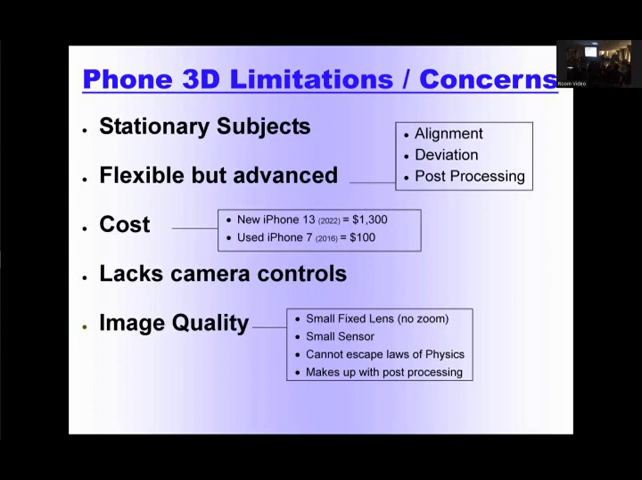 Phone 3D Limitations / Concerns
Room Video
• Stationary Subjects
• Alignment
• Deviation
• Post Processing
• Flexible but advanced
• Cost
• New iPhone 13 (2022) = $1,300
• Used iPhone 7 (2016) = $100
• Lacks camera controls
• Image Quality
• Small Fixed Lens (no zoom)
• Small Sensor
• Cannot escape laws of Physics
• Makes up with post processing